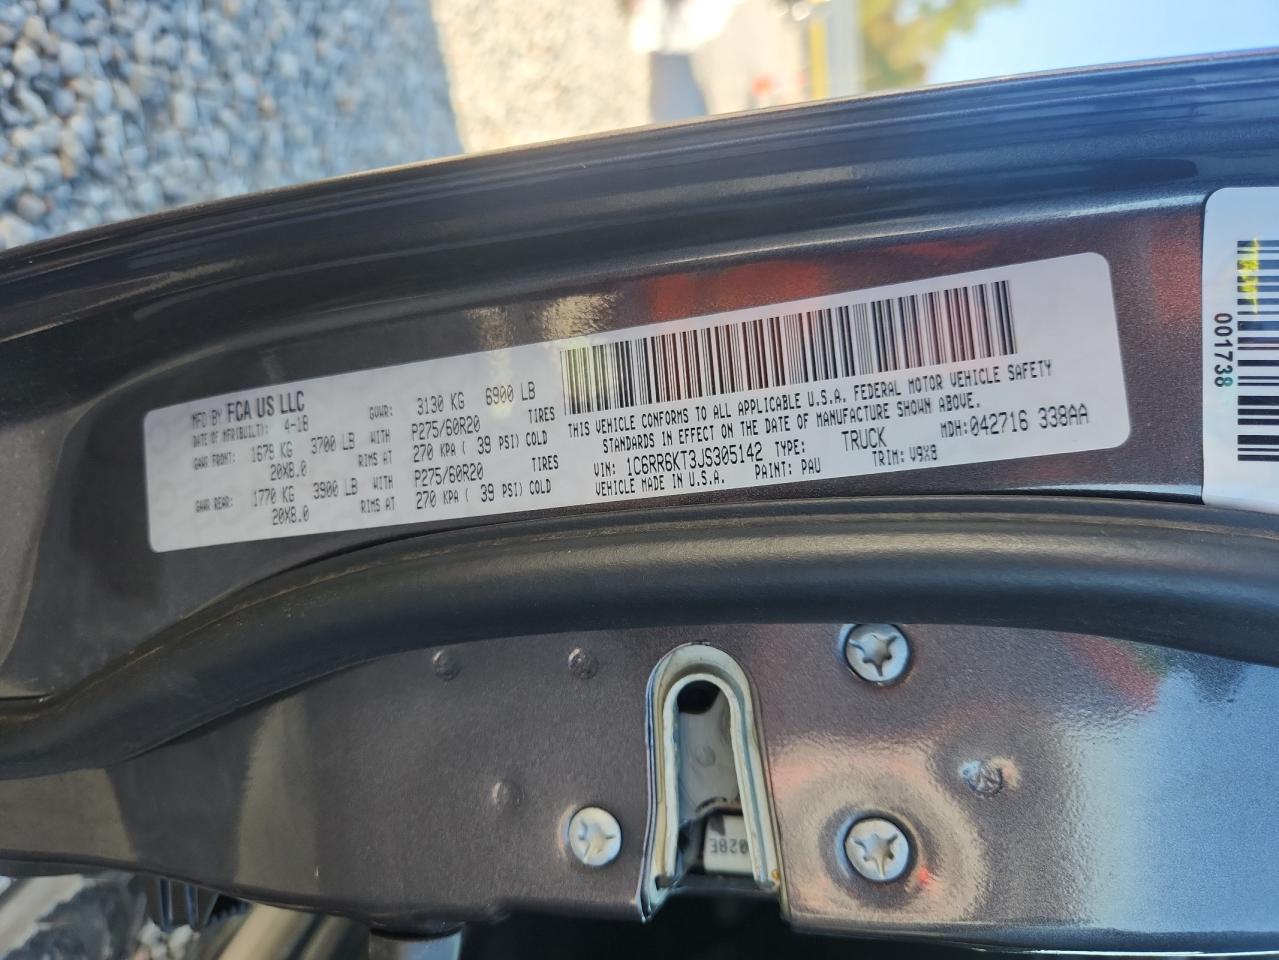 MFD BY FCA US LLC
DATE OF MFR(BUILT): 4-18 GVWR: 3130 KG 6900 LB
GAWR FRONT: 1679 KG 3700 LB WITH P275/60R20 TIRES
20X8.0 RIMS AT 270 KPA ( 39 PSI) COLD
GAWR REAR: 1770 KG 3900 LB WITH P275/60R20 TIRES
20X8.0 RIMS AT 270 KPA ( 39 PSI) COLD
THIS VEHICLE CONFORMS TO ALL APPLICABLE U.S.A. FEDERAL MOTOR VEHICLE SAFETY
STANDARDS IN EFFECT ON THE DATE OF MANUFACTURE SHOWN ABOVE.
VIN: 1C6RR6KT3JS305142 TYPE: TRUCK MDH: 042716 338AA
VEHICLE MADE IN U.S.A. PAINT: PAU TRIM: V9X9
001738
028E